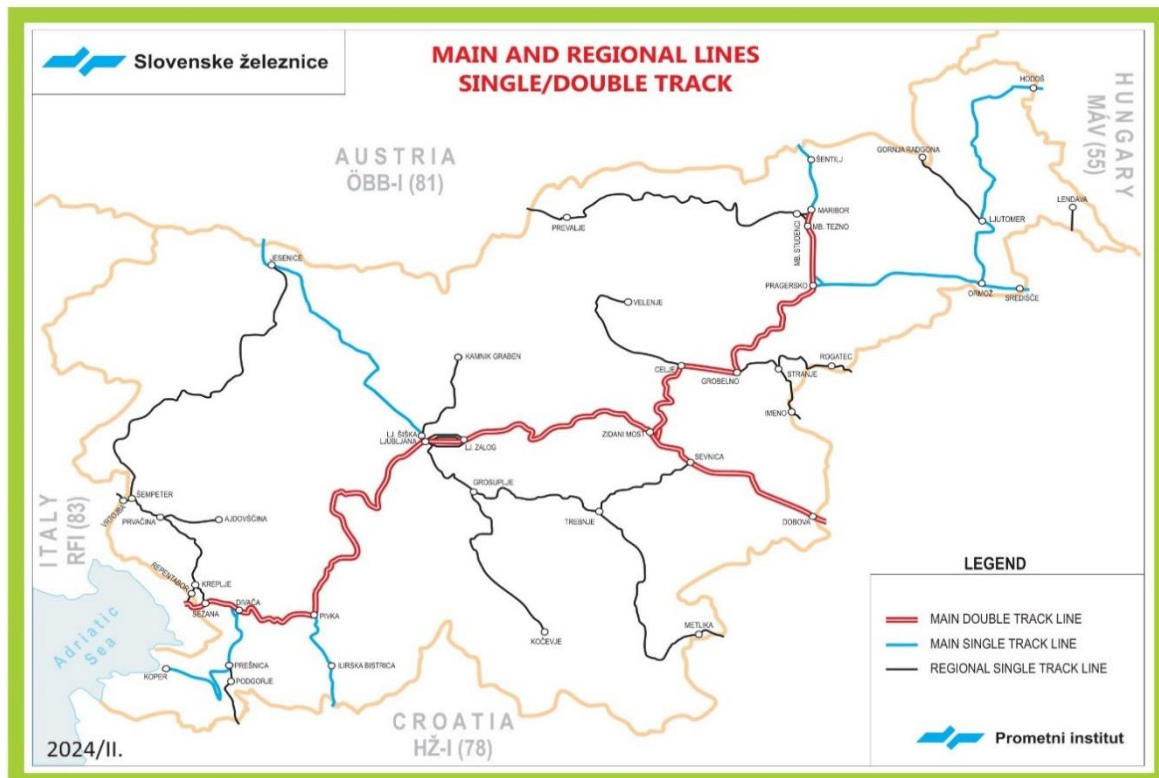 Slovenske železnice
MAIN AND REGIONAL LINES
SINGLE/DOUBLE TRACK
AUSTRIA
ÖBB-I (81)
HUNGARY
MÁV (55)
HODOŠ
GORNJA RADGONA
ŠENTILJ
LENDAVA
LJUTOMER
MARIBOR
PREVALJE
MB. TEZNO
MB. STUDENCI
JESENICE
PRAGERSKO
ORMOŽ
SREDIŠČE
VELENJE
KAMNIK GRABEN
ROGATEC
CELJE
GROBELNO
STRANJE
IMENO
LJ. ŠIŠKA
LJUBLJANA
LJ. ZALOG
ZIDANI MOST
SEVNICA
GROSUPLJE
TREBNJE
DOBOVA
ŠEMPETER
VRTOJBA
PRVAČINA
AJDOVŠČINA
ITALY
RFI (83)
REPENTABOR
KREPLJE
SEŽANA
DIVAČA
PIVKA
KOČEVJE
METLIKA
Adriatic
Sea
KOPER
PREŠNICA
PODGORJE
ILIRSKA BISTRICA
CROATIA
HŽ-I (78)
LEGEND
MAIN DOUBLE TRACK LINE
MAIN SINGLE TRACK LINE
REGIONAL SINGLE TRACK LINE
Prometni institut
2024/II.